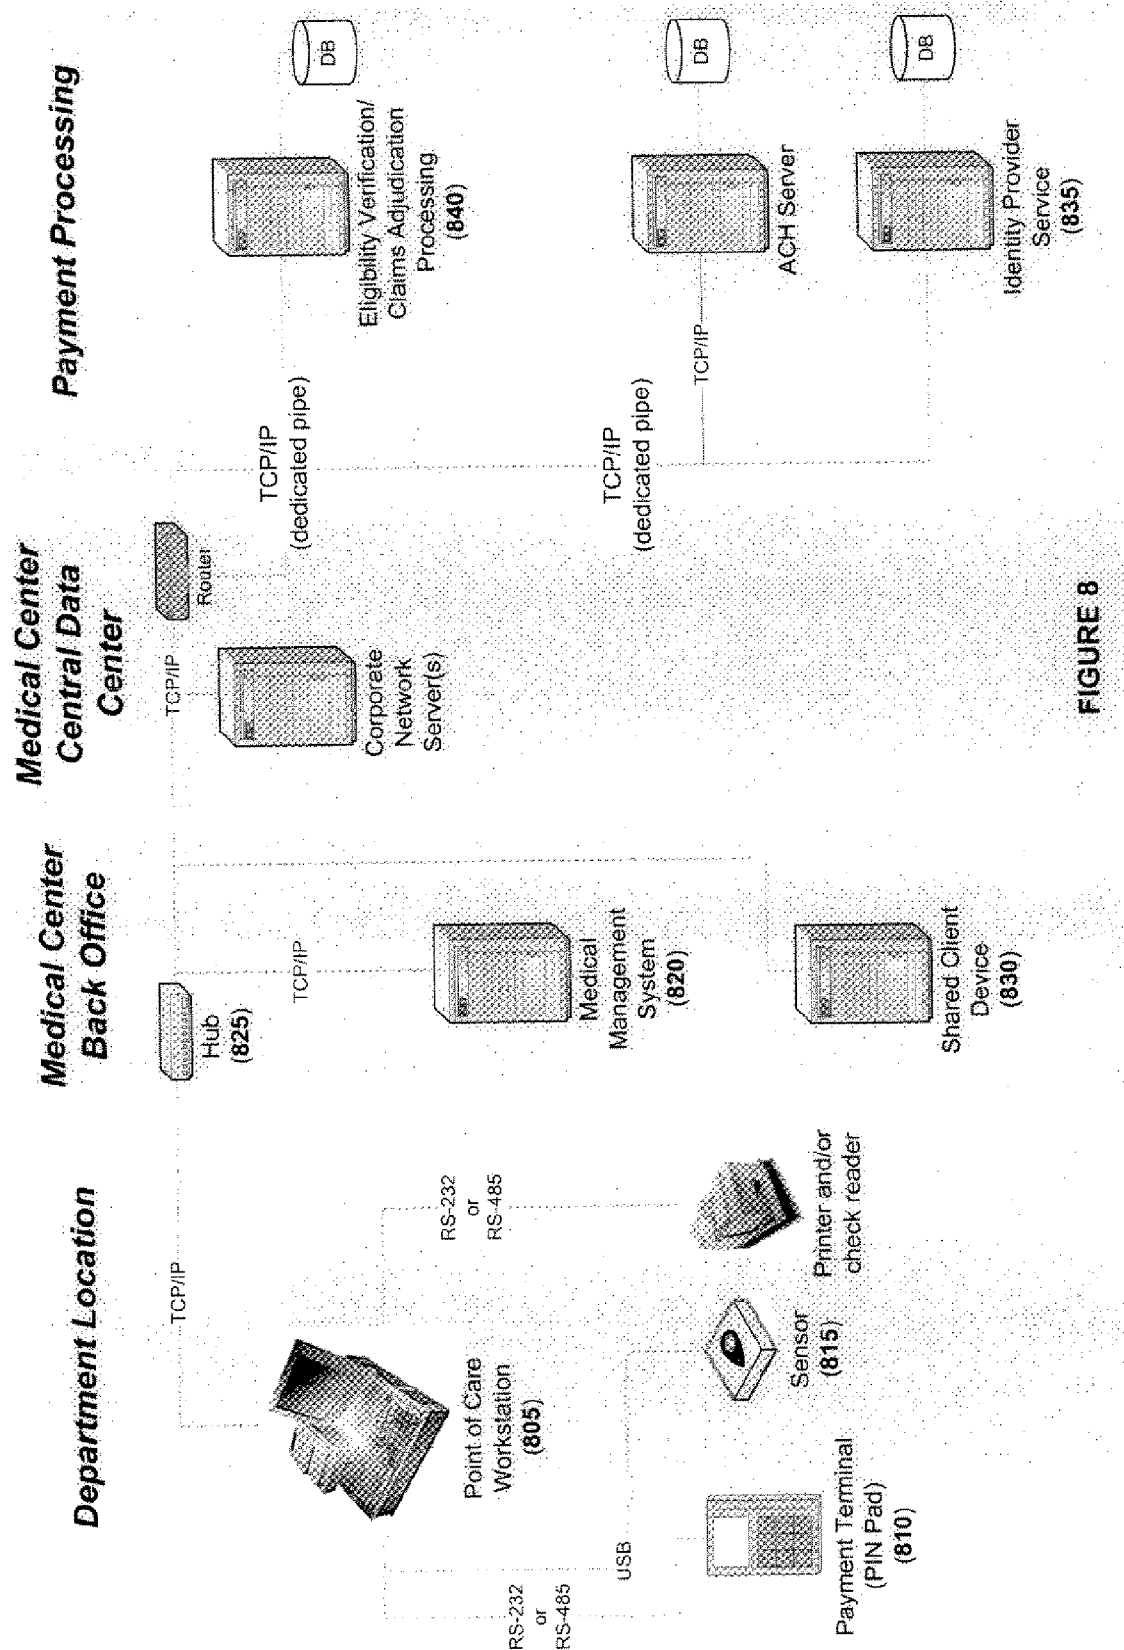 Department Location
Medical Center
Back Office
Medical Center
Central Data
Center
Payment Processing
TCP/IP
Hub
(825)
TCP/IP
Router
TCP/IP
Point of Care
Workstation
(805)
RS-232
or
RS-485
RS-232
or
RS-485
USB
Payment Terminal
(PIN Pad)
(810)
Sensor
(815)
Printer and/or
check reader
TCP/IP
Medical
Management
System
(820)
Shared Client
Device
(830)
Corporate
Network
Server(s)
TCP/IP
(dedicated pipe)
TCP/IP
(dedicated pipe)
TCP/IP
Eligibility Verification/
Claims Adjudication
Processing
(840)
DB
ACH Server
DB
Identity Provider
Service
(835)
DB
FIGURE 8